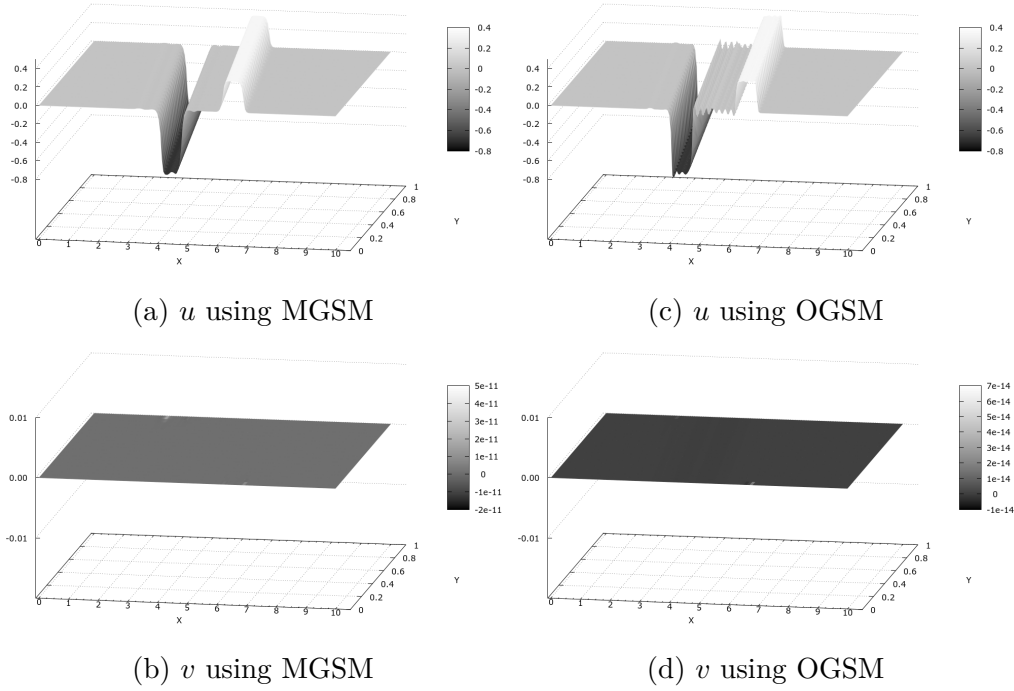 0.4
0.2
0.0
-0.2
-0.4
-0.6
-0.8
0 1 2 3 4 5 6 7 8 9 10
X
0 0.2 0.4 0.6 0.8 1
Y
0.4
0.2
0
-0.2
-0.4
-0.6
-0.8
(a) u using MGSM
0.4
0.2
0.0
-0.2
-0.4
-0.6
-0.8
0 1 2 3 4 5 6 7 8 9 10
X
0 0.2 0.4 0.6 0.8 1
Y
0.4
0.2
0
-0.2
-0.4
-0.6
-0.8
(c) u using OGSM
0.01
0.00
-0.01
0 1 2 3 4 5 6 7 8 9 10
X
0 0.2 0.4 0.6 0.8 1
Y
5e-11
4e-11
3e-11
2e-11
1e-11
0
-1e-11
-2e-11
(b) v using MGSM
0.01
0.00
-0.01
0 1 2 3 4 5 6 7 8 9 10
X
0 0.2 0.4 0.6 0.8 1
Y
7e-14
6e-14
5e-14
4e-14
3e-14
2e-14
1e-14
0
-1e-14
(d) v using OGSM